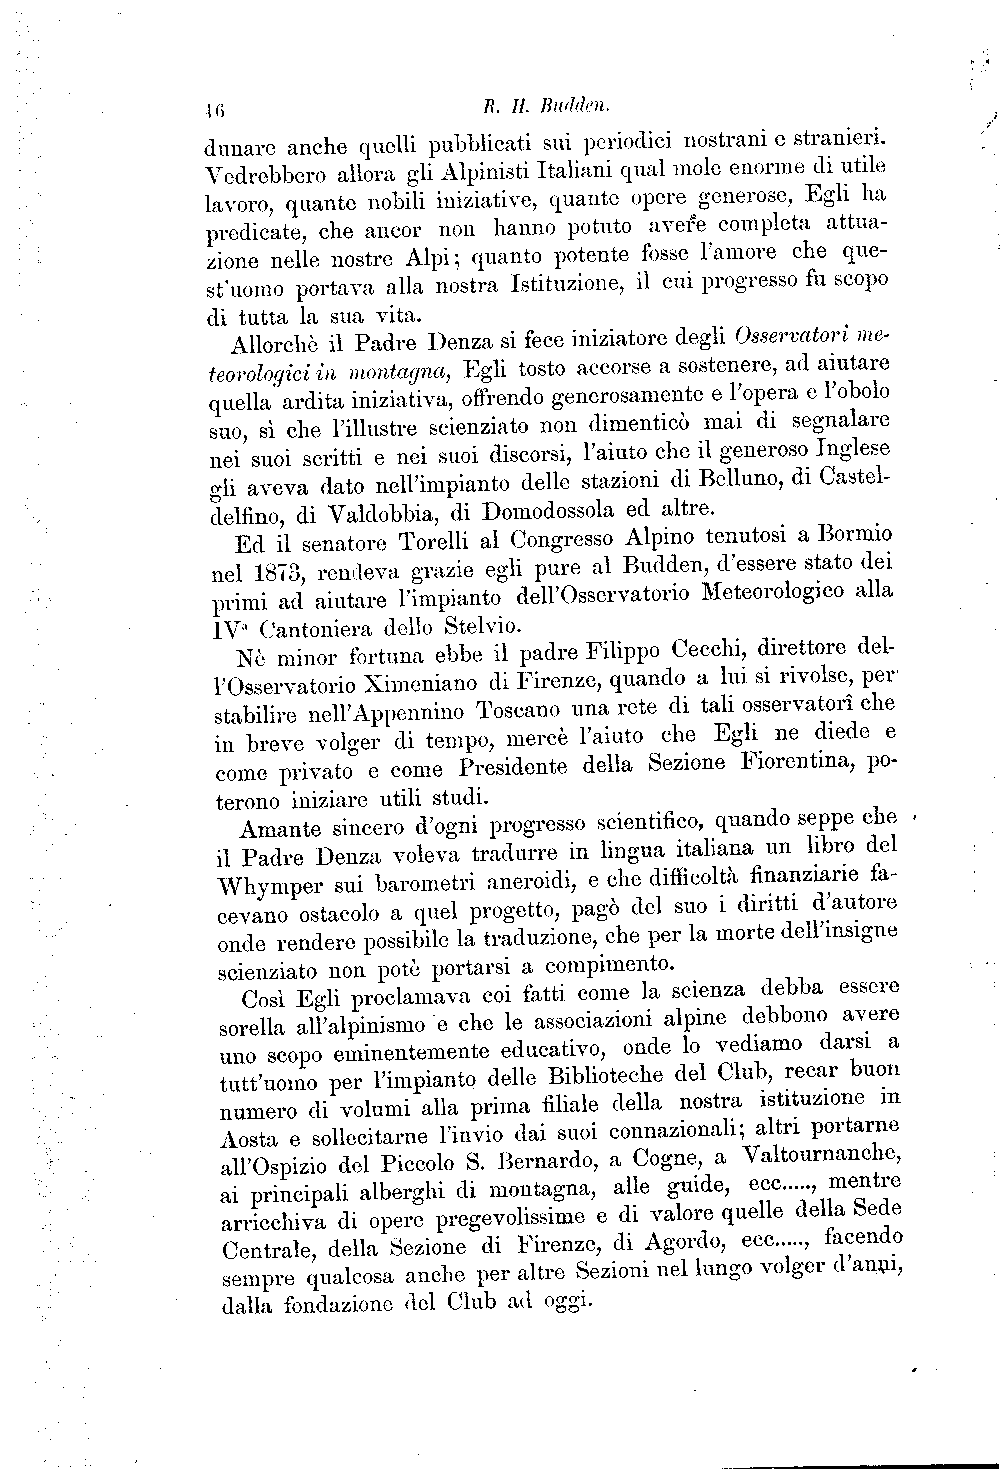 46 R. H. Budden.
dunare anche quelli pubblicati sui periodici nostrani e stranieri.
Vedrebbero allora gli Alpinisti Italiani qual mole enorme di utile
lavoro, quante nobili iniziative, quante opere generose, Egli ha
predicate, che ancor non hanno potuto avere completa attua-
zione nelle nostre Alpi; quanto potente fosse l'amore che que-
st'uomo portava alla nostra Istituzione, il cui progresso fu scopo
di tutta la sua vita.
Allorchè il Padre Denza si fece iniziatore degli Osservatori me-
teorologici in montagna, Egli tosto accorse a sostenere, ad aiutare
quella ardita iniziativa, offrendo generosamente e l'opera e l'obolo
suo, sì che l'illustre scienziato non dimenticò mai di segnalare
nei suoi scritti e nei suoi discorsi, l'aiuto che il generoso Inglese
gli aveva dato nell'impianto delle stazioni di Belluno, di Castel-
delfino, di Valdobbia, di Domodossola ed altre.
Ed il senatore Torelli al Congresso Alpino tenutosi a Bormio
nel 1873, rendeva grazie egli pure al Budden, d'essere stato dei
primi ad aiutare l'impianto dell'Osservatorio Meteorologico alla
IVª Cantoniera dello Stelvio.
Nè minor fortuna ebbe il padre Filippo Cecchi, direttore del-
l'Osservatorio Ximeniano di Firenze, quando a lui si rivolse, per
stabilire nell'Appennino Toscano una rete di tali osservatorî che
in breve volger di tempo, mercè l'aiuto che Egli ne diede e
come privato e come Presidente della Sezione Fiorentina, po-
terono iniziare utili studi.
Amante sincero d'ogni progresso scientifico, quando seppe che
il Padre Denza voleva tradurre in lingua italiana un libro del
Whymper sui barometri aneroidi, e che difficoltà finanziarie fa-
cevano ostacolo a quel progetto, pagò del suo i diritti d'autore
onde rendere possibile la traduzione, che per la morte dell'insigne
scienziato non potè portarsi a compimento.
Così Egli proclamava coi fatti come la scienza debba essere
sorella all'alpinismo e che le associazioni alpine debbono avere
uno scopo eminentemente educativo, onde lo vediamo darsi a
tutt'uomo per l'impianto delle Biblioteche del Club, recar buon
numero di volumi alla prima filiale della nostra istituzione in
Aosta e sollecitarne l'invio dai suoi connazionali; altri portarne
all'Ospizio del Piccolo S. Bernardo, a Cogne, a Valtournanche,
ai principali alberghi di montagna, alle guide, ecc....., mentre
arricchiva di opere pregevolissime e di valore quelle della Sede
Centrale, della Sezione di Firenze, di Agordo, ecc....., facendo
sempre qualcosa anche per altre Sezioni nel lungo volger d'anni,
dalla fondazione del Club ad oggi.